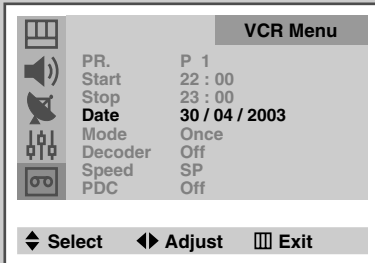 VCR Menu
PR. P 1
Start 22 : 00
Stop 23 : 00
Date 30 / 04 / 2003
Mode Once
Decoder Off
Speed SP
PDC Off
Select Adjust Exit